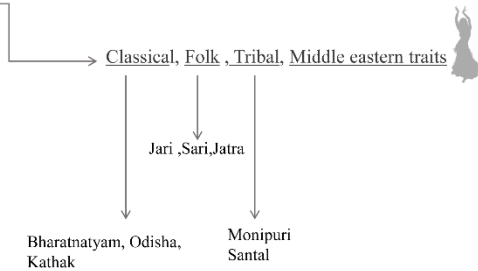 Classical, Folk , Tribal, Middle eastern traits
Jari ,Sari,Jatra
Bharatnatyam, Odisha,
Kathak
Monipuri
Santal